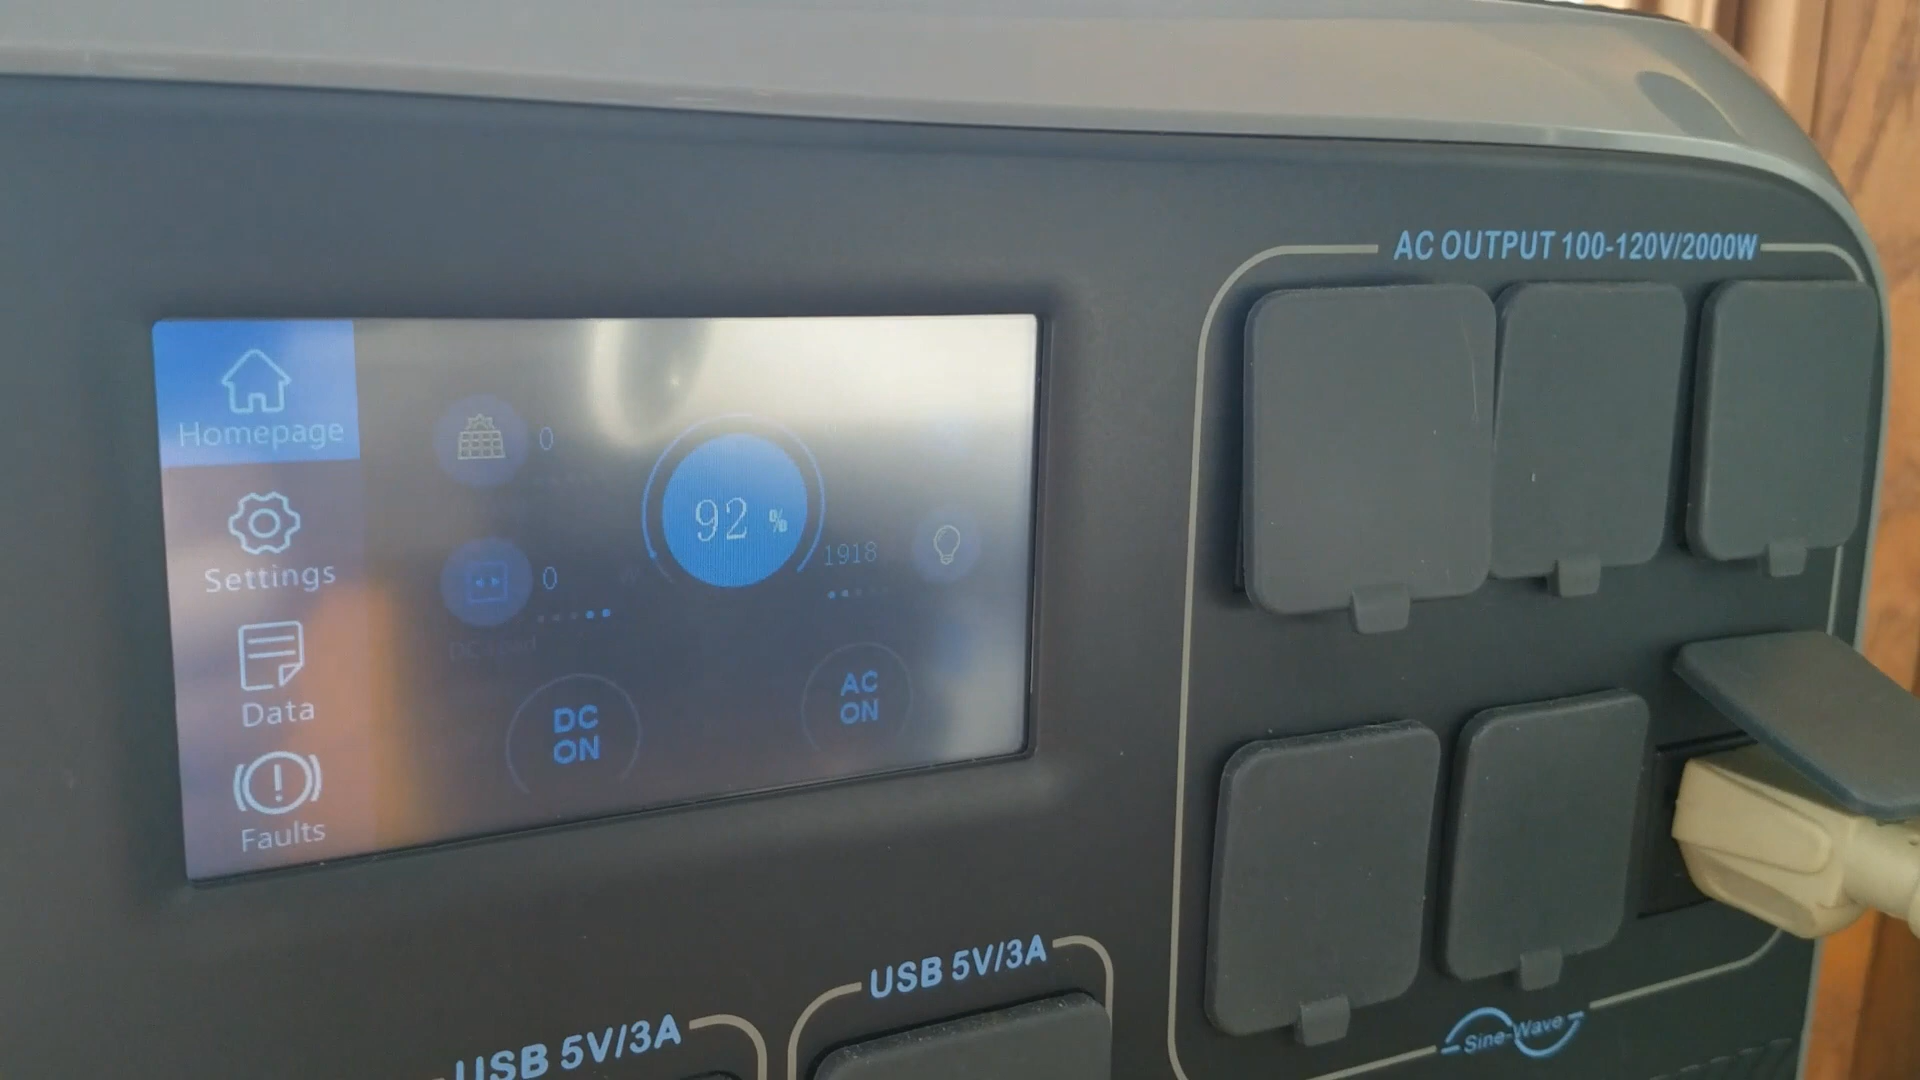 AC OUTPUT 100-120V/2000W
Homepage
0
92 %
Settings
0
1918
DC
ON
AC
ON
Data
Faults
USB 5V/3A
USB 5V/3A
Sine-Wave